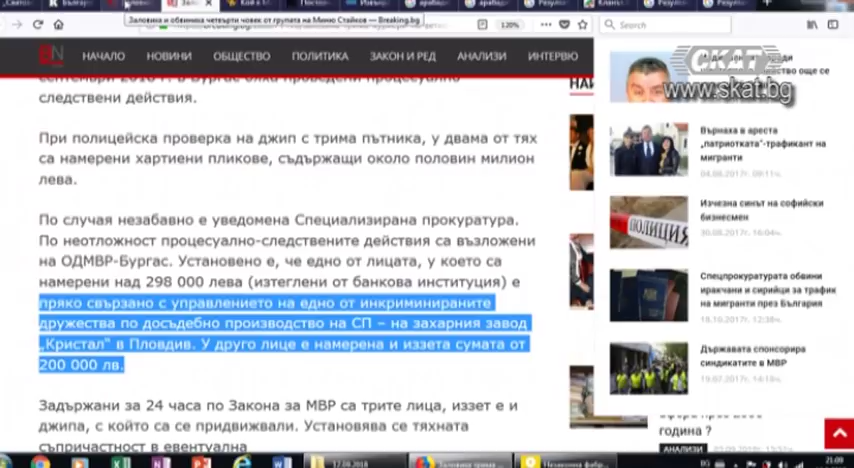 Заловиха и обвиниха четвърти човек от групата на Миню Стайков — Breaking.bg
120%
Search
НАЧАЛО НОВИНИ ОБЩЕСТВО ПОЛИТИКА ЗАКОН И РЕД АНАЛИЗИ ИНТЕРВЮ
СКАТ
www.skat.bg
следствени действия.
При полицейска проверка на джип с трима пътника, у двама от тях
са намерени хартиени пликове, съдържащи около половин милион
лева.
По случая незабавно е уведомена Специализирана прокуратура.
По неотложност процесуално-следствените действия са възложени
на ОДМВР-Бургас. Установено е, че едно от лицата, у което са
намерени над 298 000 лева (изтеглени от банкова институция) е
пряко свързано с управлението на едно от инкриминираните
дружества по досъдебно производство на СП – на захарния завод
„Кристал" в Пловдив. У друго лице е намерена и иззета сумата от
200 000 лв.
Задържани за 24 часа по Закона за МВР са трите лица, иззет е и
джипа, с който са се придвижвали. Установява се тяхната
съпричастност в евентуална
Върнаха в ареста
„патриотката"-трафикант на
мигранти
04.08.2017г. 08:11ч.
Изчезна синът на софийски
бизнесмен
30.08.2017г. 16:04ч.
ПОЛИЦИЯ
Спецпрокуратурата обвини
иракчани и сирийци за трафик
на мигранти през България
18.10.2017г. 12:38ч.
Държавата спонсорира
синдикатите в МВР
19.07.2017г. 14:18ч.
година ?
АНАЛИЗИ
17.09.2018
BG
21:09